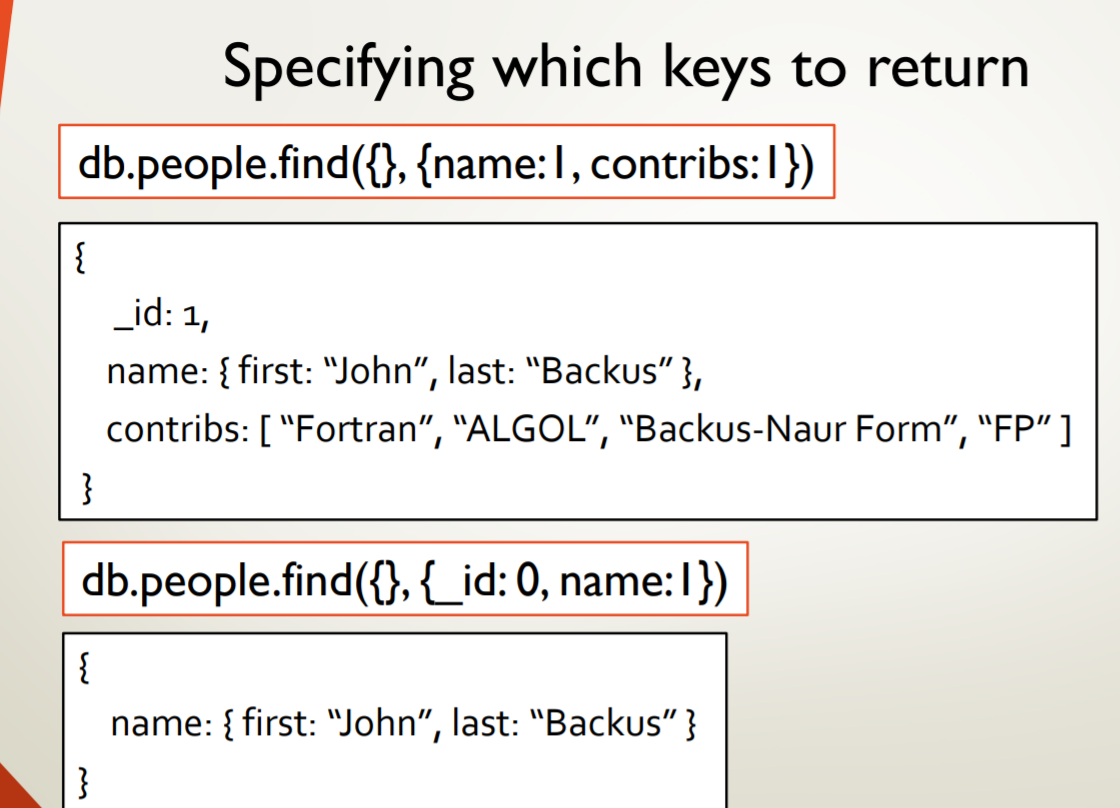 Specifying which keys to return
db.people.find({}, {name:1, contribs:1})
{
_id: 1,
name: { first: “John”, last: “Backus” },
contribs: [ “Fortran”, “ALGOL”, “Backus-Naur Form”, “FP” ]
}
db.people.find({}, {_id: 0, name:1})
{
name: { first: “John”, last: “Backus” }
}